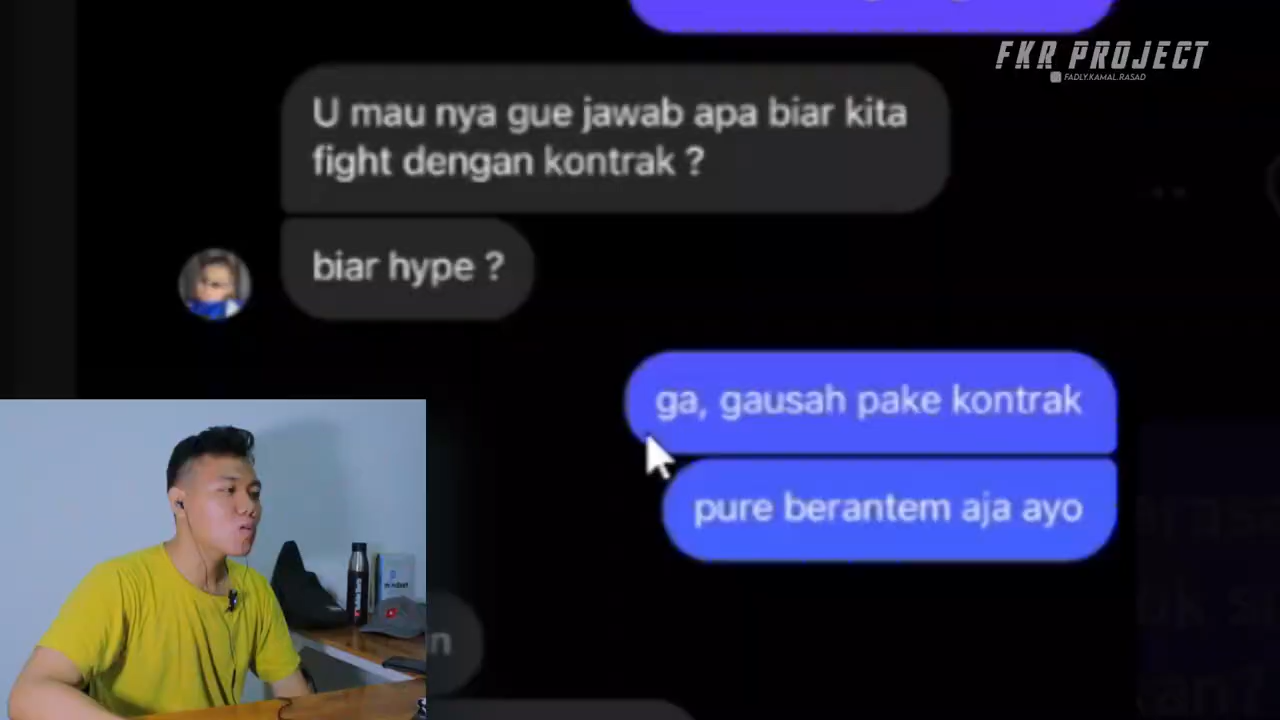 FKR PROJECT
FADLY.KAMAL.RASAD
U mau nya gue jawab apa biar kita
fight dengan kontrak ?
biar hype ?
ga, gausah pake kontrak
pure berantem aja ayo